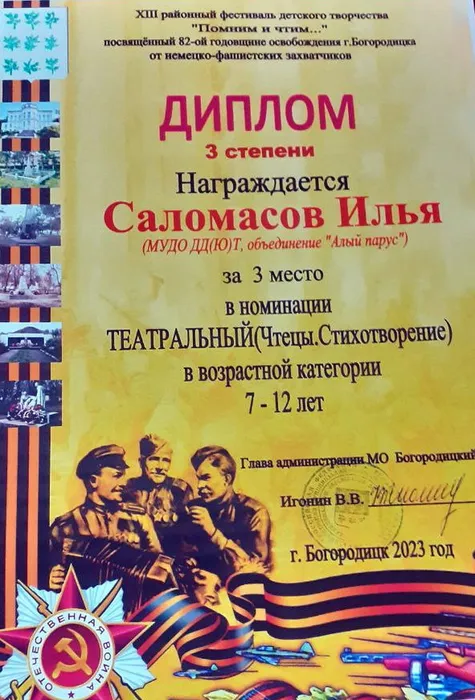 XIII районный фестиваль детского творчества
"Помним и чтим..."
посвящённый 82-ой годовщине освобождения г.Богородицка
от немецко-фашистских захватчиков
ДИПЛОМ
3 степени
Награждается
Саломасов Илья
(МУДО ДД(Ю)Т, объединение "Алый парус")
за 3 место
в номинации
ТЕАТРАЛЬНЫЙ(Чтецы.Стихотворение)
в возрастной категории
7 - 12 лет
Глава администрации МО Богородицкий
Игонин В.В.
г. Богородицк 2023 год
ОТЕЧЕСТВЕННАЯ ВОЙНА